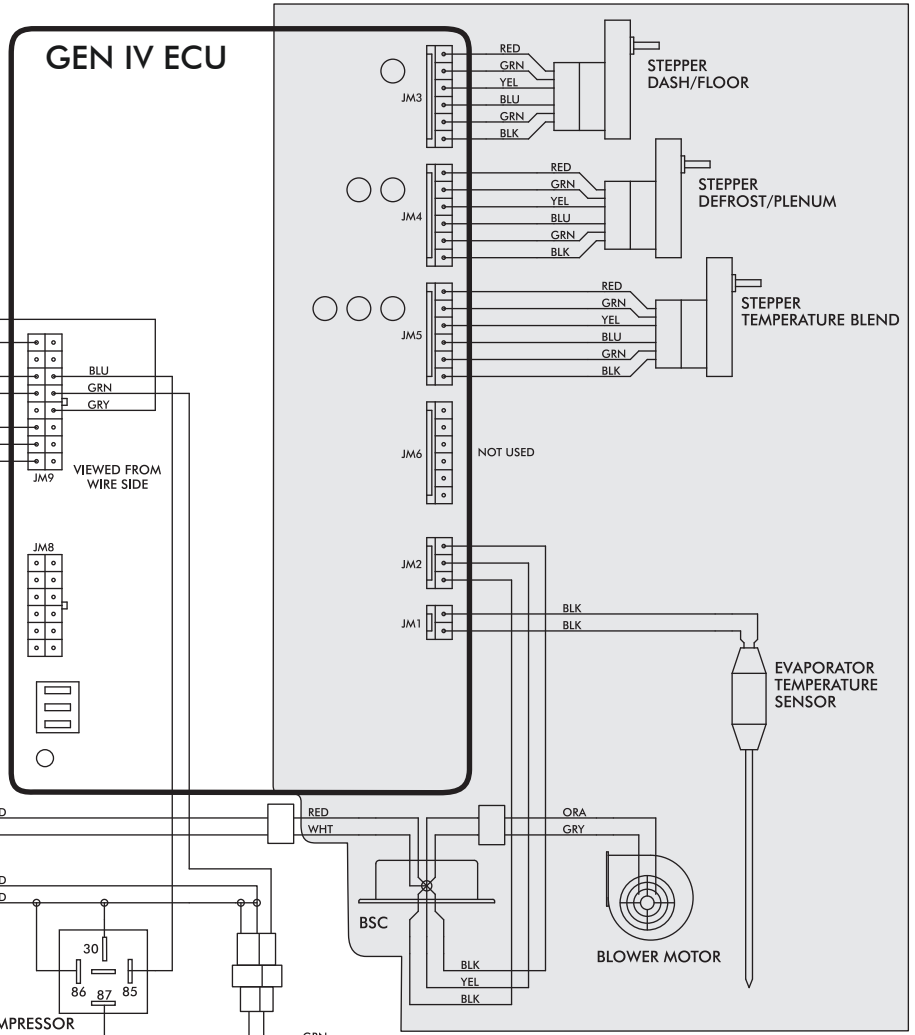 GEN IV ECU
JM3
RED
GRN
YEL
BLU
GRN
BLK
STEPPER
DASH/FLOOR
JM4
RED
GRN
YEL
BLU
GRN
BLK
STEPPER
DEFROST/PLENUM
JM5
RED
GRN
YEL
BLU
GRN
BLK
STEPPER
TEMPERATURE BLEND
BLU
GRN
GRY
JM9
VIEWED FROM
WIRE SIDE
JM6
NOT USED
JM8
JM2
JM1
BLK
BLK
EVAPORATOR
TEMPERATURE
SENSOR
D
RED
WHT
ORA
GRY
D
D
BSC
BLOWER MOTOR
BLK
YEL
BLK
30
86
87
85
MPRESSOR
GRN